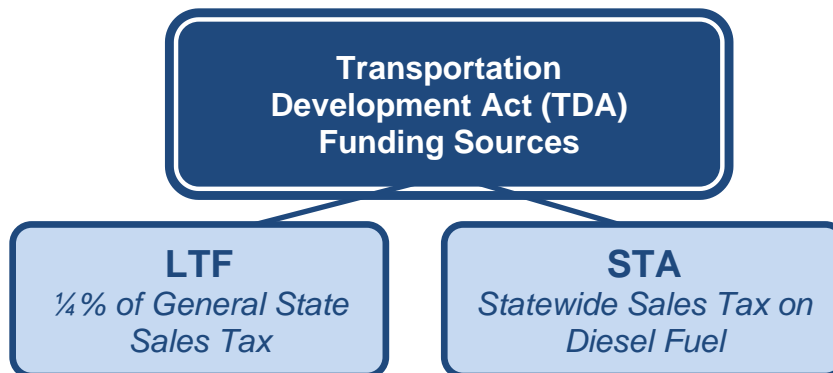 Transportation
Development Act (TDA)
Funding Sources
LTF
¼% of General State
Sales Tax
STA
Statewide Sales Tax on
Diesel Fuel